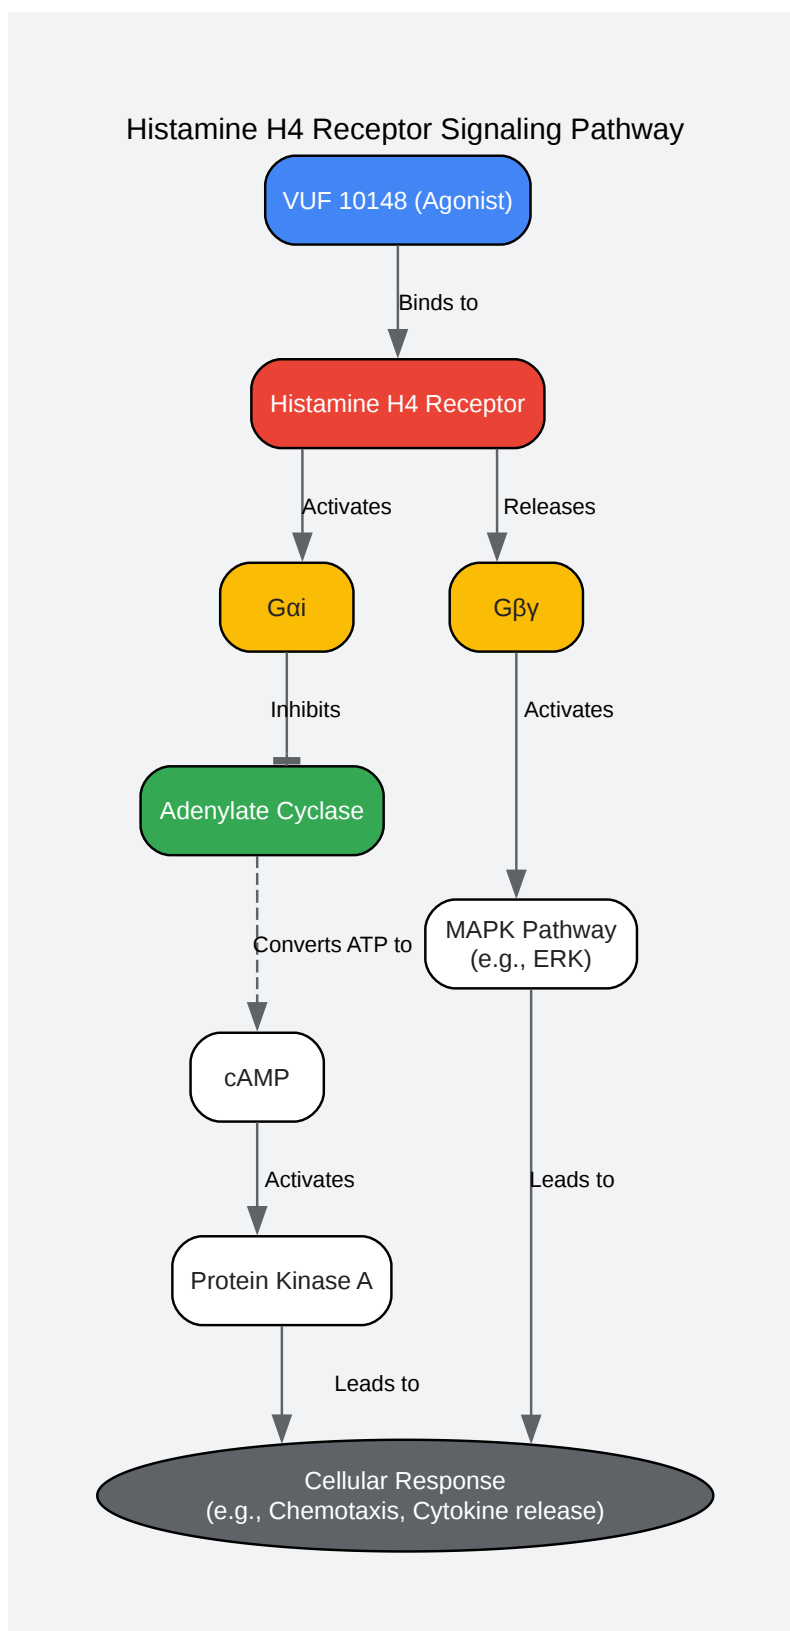 Histamine H4 Receptor Signaling Pathway
VUF 10148 (Agonist)
Binds to
Histamine H4 Receptor
Activates
Releases
Gαi
Gβγ
Inhibits
Activates
Adenylate Cyclase
Converts ATP to
MAPK Pathway
(e.g., ERK)
cAMP
Activates
Leads to
Protein Kinase A
Leads to
Cellular Response
(e.g., Chemotaxis, Cytokine release)